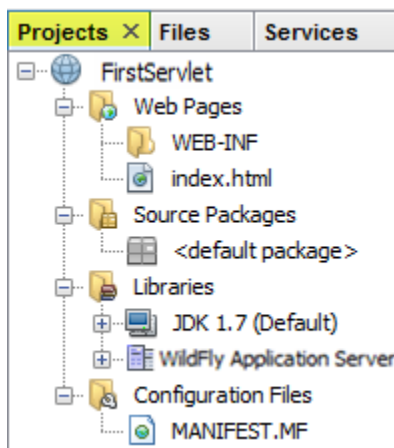 Projects Files Services
FirstServlet
Web Pages
WEB-INF
index.html
Source Packages
<default package>
Libraries
JDK 1.7 (Default)
WildFly Application Server
Configuration Files
MANIFEST.MF